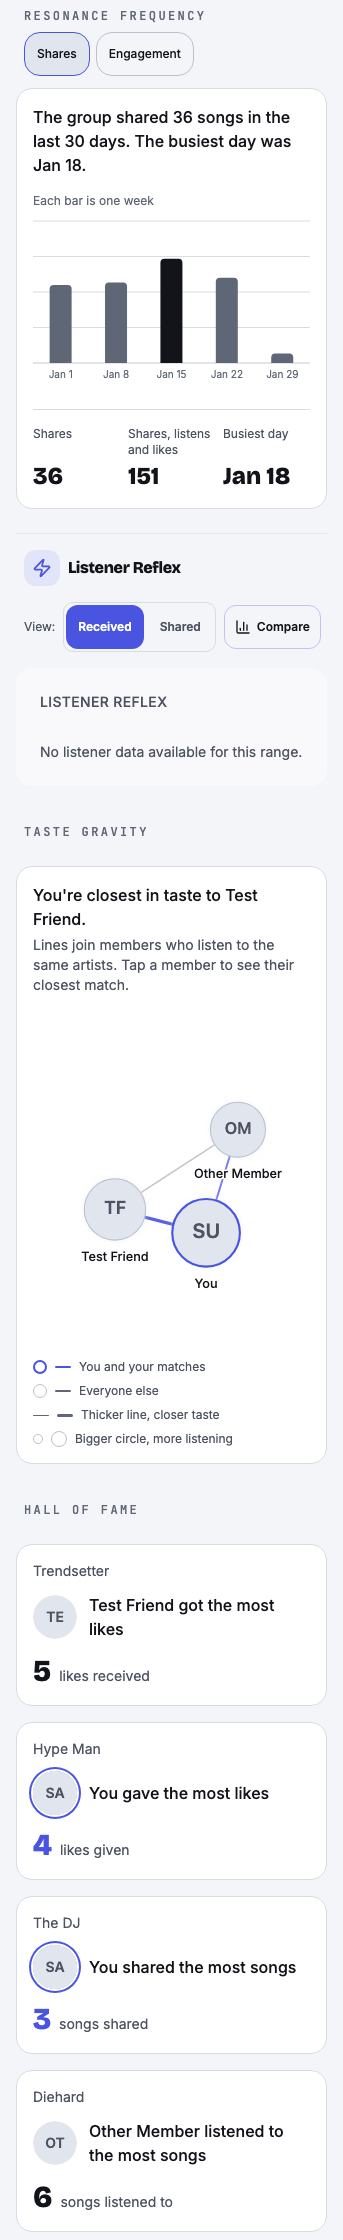 RESONANCE FREQUENCY
Shares
Engagement
The group shared 36 songs in the
last 30 days. The busiest day was
Jan 18.
Each bar is one week
Jan 1
Jan 8
Jan 15
Jan 22
Jan 29
Shares
Shares, listens
and likes
Busiest day
36
151
Jan 18
Listener Reflex
View:
Received
Shared
Compare
LISTENER REFLEX
No listener data available for this range.
TASTE GRAVITY
You're closest in taste to Test
Friend.
Lines join members who listen to the
same artists. Tap a member to see their
closest match.
OM
Other Member
TF
Test Friend
SU
You
You and your matches
Everyone else
Thicker line, closer taste
Bigger circle, more listening
HALL OF FAME
Trendsetter
TE
Test Friend got the most
likes
5 likes received
Hype Man
SA
You gave the most likes
4 likes given
The DJ
SA
You shared the most songs
3 songs shared
Diehard
OT
Other Member listened to
the most songs
6 songs listened to